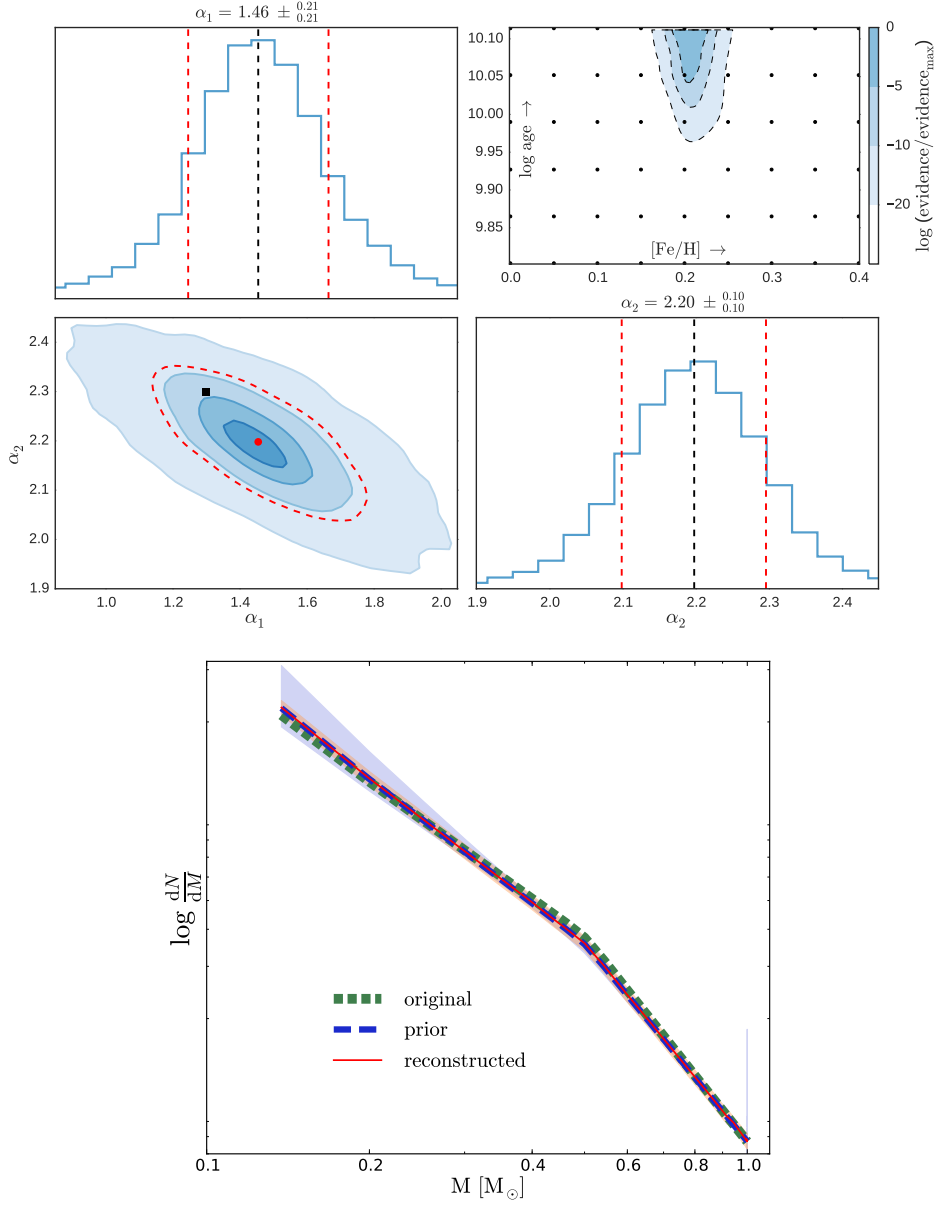 α₁ = 1.46 ± 0.21 0.21
10.10
10.05
10.00
9.95
9.90
9.85
log age →
[Fe/H] →
0.0 0.1 0.2 0.3 0.4
0
−5
−10
−20
log (evidence/evidence_max)
α₂ = 2.20 ± 0.10 0.10
2.4
2.3
2.2
2.1
2.0
1.9
α₂
1.0 1.2 1.4 1.6 1.8 2.0
α₁
1.9 2.0 2.1 2.2 2.3 2.4
α₂
log dN/dM
original
prior
reconstructed
0.1 0.2 0.4 0.6 0.8 1.0
M [M⊙]